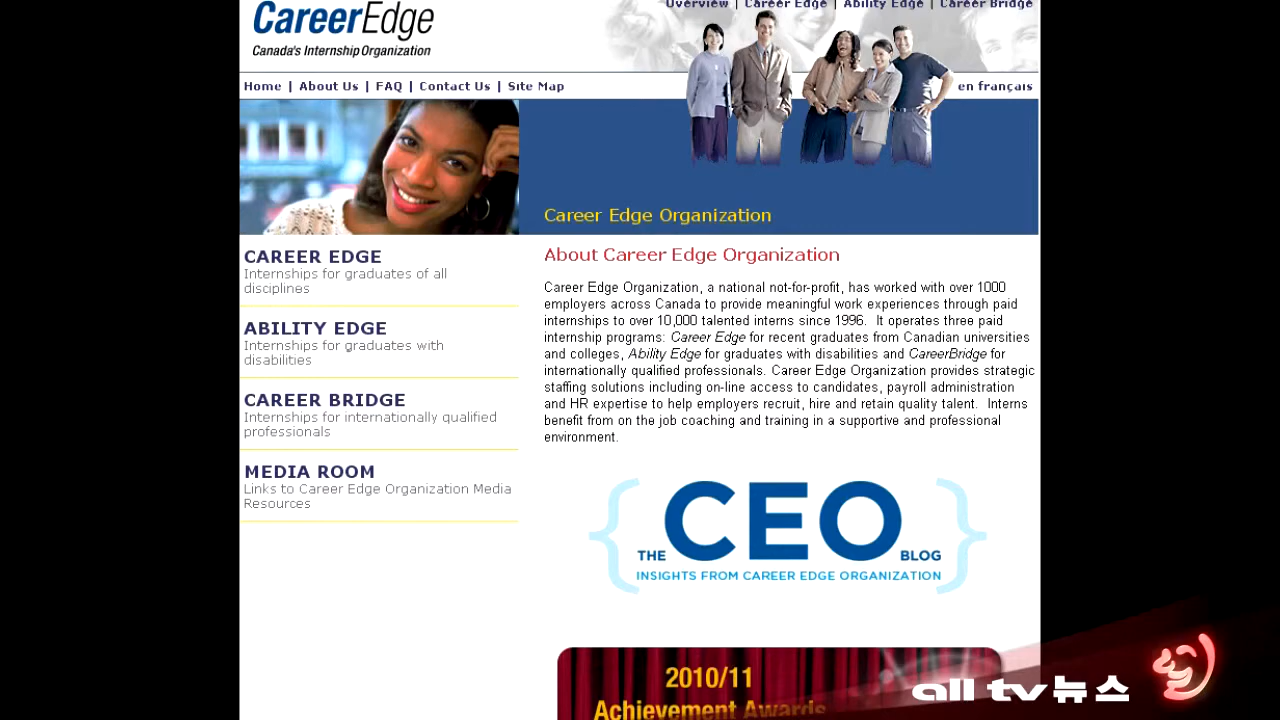 CareerEdge
Canada's Internship Organization
Overview | Career Edge | Ability Edge | Career Bridge
Home | About Us | FAQ | Contact Us | Site Map
en français
Career Edge Organization
CAREER EDGE
Internships for graduates of all
disciplines
ABILITY EDGE
Internships for graduates with
disabilities
CAREER BRIDGE
Internships for internationally qualified
professionals
MEDIA ROOM
Links to Career Edge Organization Media
Resources
About Career Edge Organization
Career Edge Organization, a national not-for-profit, has worked with over 1000
employers across Canada to provide meaningful work experiences through paid
internships to over 10,000 talented interns since 1996.  It operates three paid
internship programs: Career Edge for recent graduates from Canadian universities
and colleges, Ability Edge for graduates with disabilities and CareerBridge for
internationally qualified professionals. Career Edge Organization provides strategic
staffing solutions including on-line access to candidates, payroll administration
and HR expertise to help employers recruit, hire and retain quality talent.  Interns
benefit from on the job coaching and training in a supportive and professional
environment.
THE CEO BLOG
INSIGHTS FROM CAREER EDGE ORGANIZATION
2010/11
Achievement Awards
all tv뉴스